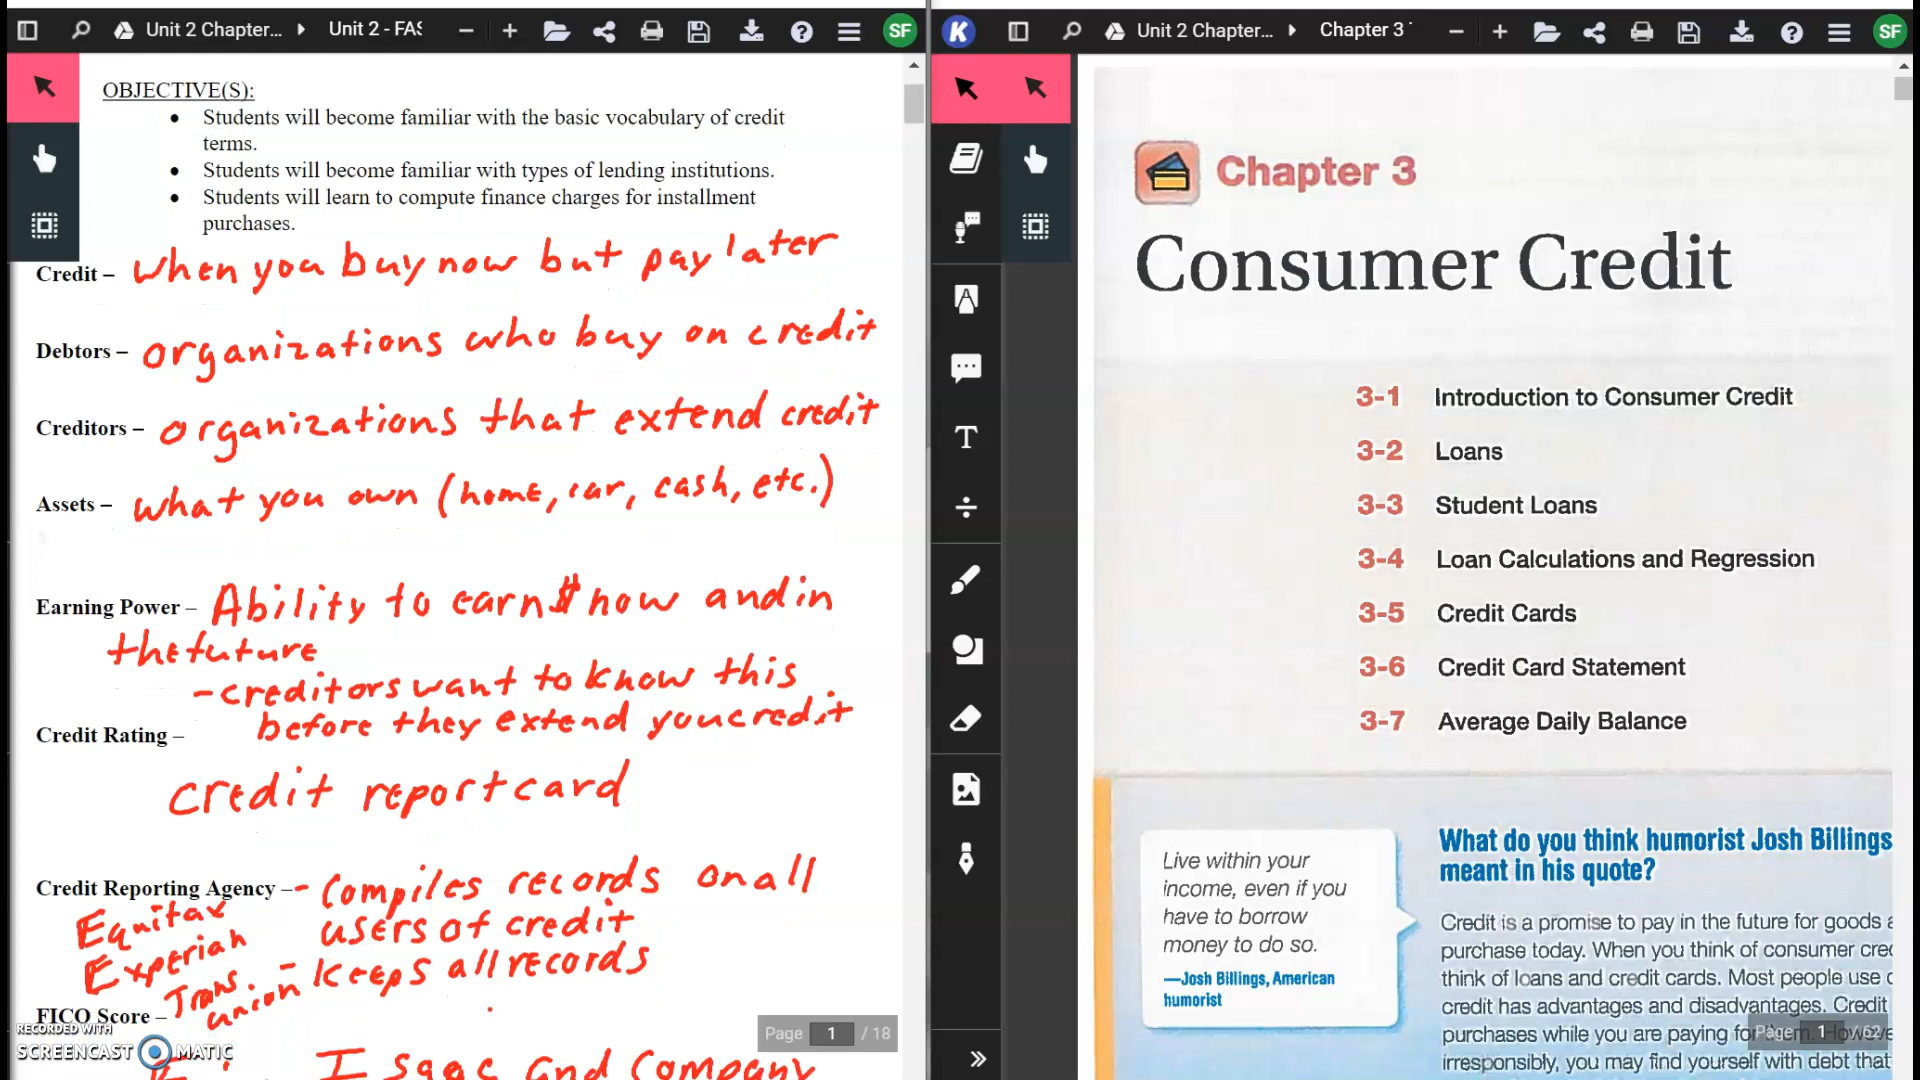 Unit 2 Chapter... Unit 2 - FAS
SF
OBJECTIVE(S):
Students will become familiar with the basic vocabulary of credit
terms.
Students will become familiar with types of lending institutions.
Students will learn to compute finance charges for installment
purchases.
Credit – when you buy now but pay later
Debtors – organizations who buy on credit
Creditors – organizations that extend credit
Assets – what you own (home, car, cash, etc.)
Earning Power – Ability to earn $ now and in
the future
- creditors want to know this
before they extend you credit
Credit Rating –
credit report card
Credit Reporting Agency – - Compiles records on all
users of credit
- keeps all records
Equifax
Experian
Trans
union
FICO Score –
Isaac and Company
RECORDED WITH
SCREENCAST MATIC
Page 1 / 18
K
Unit 2 Chapter... Chapter 3
SF
Chapter 3
Consumer Credit
3-1 Introduction to Consumer Credit
3-2 Loans
3-3 Student Loans
3-4 Loan Calculations and Regression
3-5 Credit Cards
3-6 Credit Card Statement
3-7 Average Daily Balance
Live within your
income, even if you
have to borrow
money to do so.
—Josh Billings, American
humorist
What do you think humorist Josh Billings
meant in his quote?
Credit is a promise to pay in the future for goods a
purchase today. When you think of consumer cre
think of loans and credit cards. Most people use c
credit has advantages and disadvantages. Credit
purchases while you are paying for them. Howeve
irresponsibly, you may find yourself with debt that
Page 1 / 62